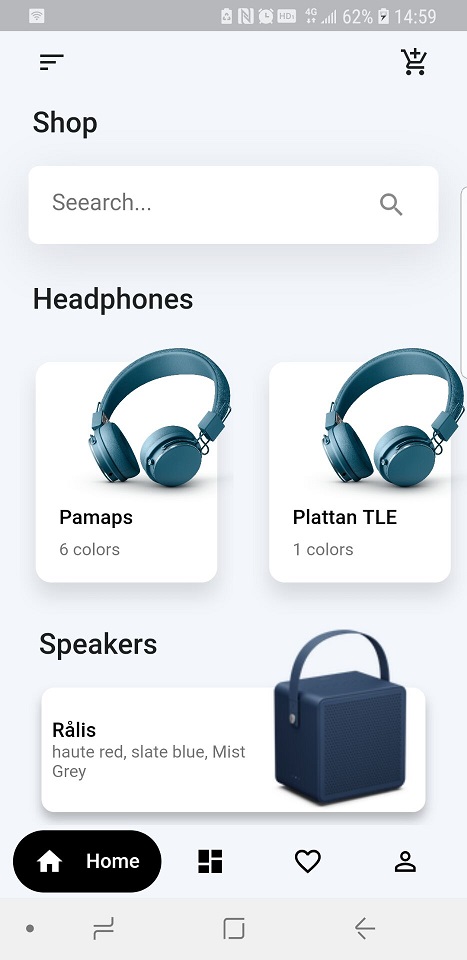 HD+ 4G 62% 14:59
Shop
Seearch...
Headphones
Pamaps
Plattan TLE
6 colors
1 colors
Speakers
Rålis
haute red, slate blue, Mist
Grey
Home